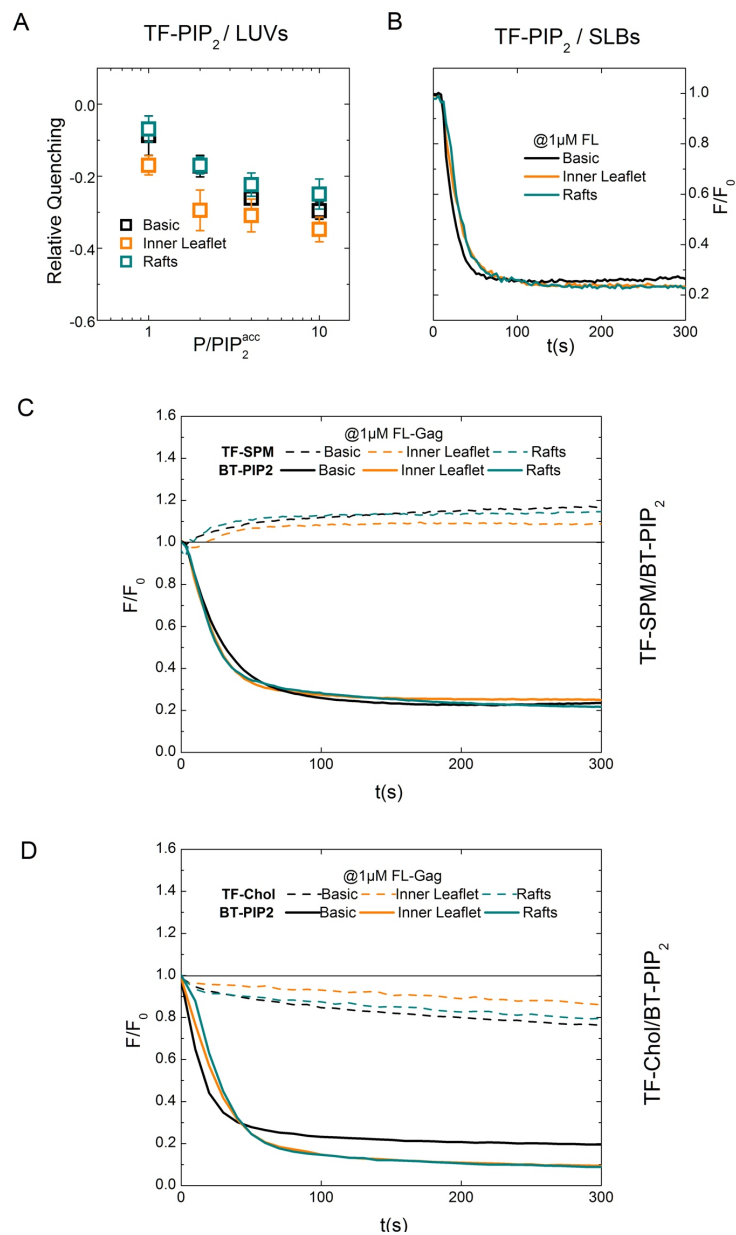 A
TF-PIP2 / LUVs
Relative Quenching
0.0
-0.2
-0.4
-0.6
Basic
Inner Leaflet
Rafts
1
10
P/PIP2acc
B
TF-PIP2 / SLBs
@1µM FL
Basic
Inner Leaflet
Rafts
1.0
0.8
0.6
0.4
0.2
F/F0
0 100 200 300
t(s)
C
@1µM FL-Gag
TF-SPM Basic Inner Leaflet Rafts
BT-PIP2 Basic Inner Leaflet Rafts
1.6
1.4
1.2
1.0
0.8
0.6
0.4
0.2
0.0
F/F0
0 100 200 300
t(s)
TF-SPM/BT-PIP2
D
@1µM FL-Gag
TF-Chol Basic Inner Leaflet Rafts
BT-PIP2 Basic Inner Leaflet Rafts
1.6
1.4
1.2
1.0
0.8
0.6
0.4
0.2
0.0
F/F0
0 100 200 300
t(s)
TF-Chol/BT-PIP2